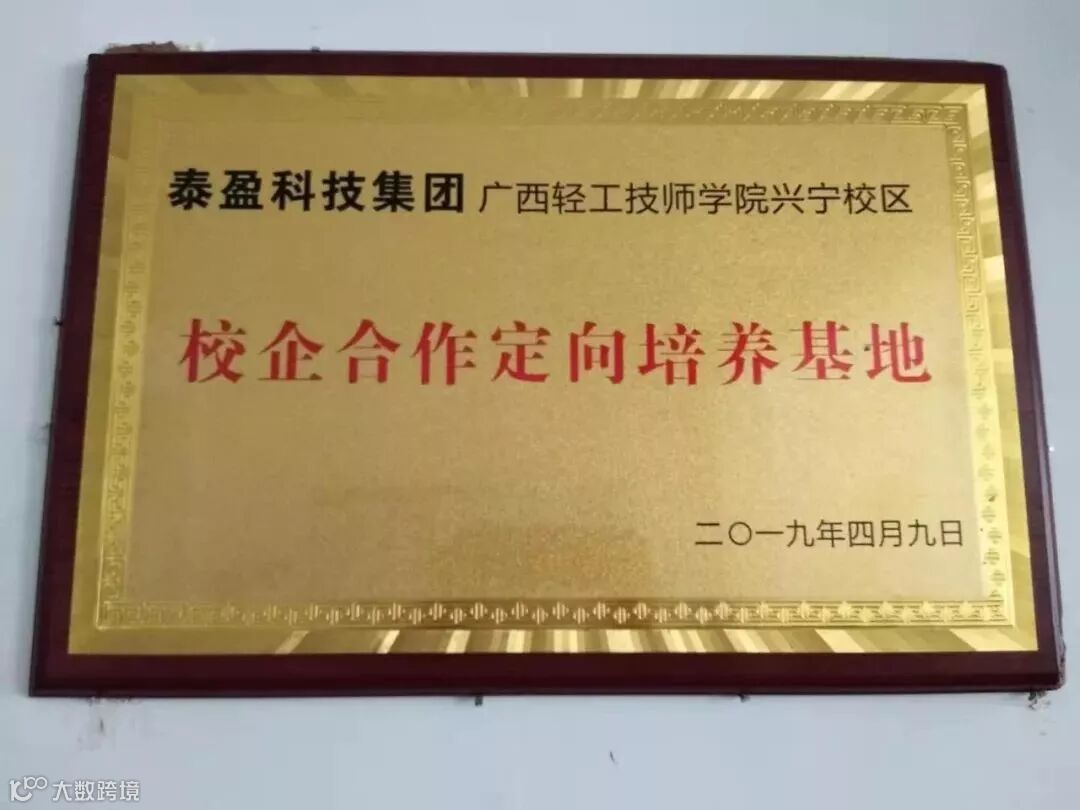 泰盈科技集团 广西轻工技师学院兴宁校区
校企合作定向培养基地
二〇一九年四月九日
大数跨境